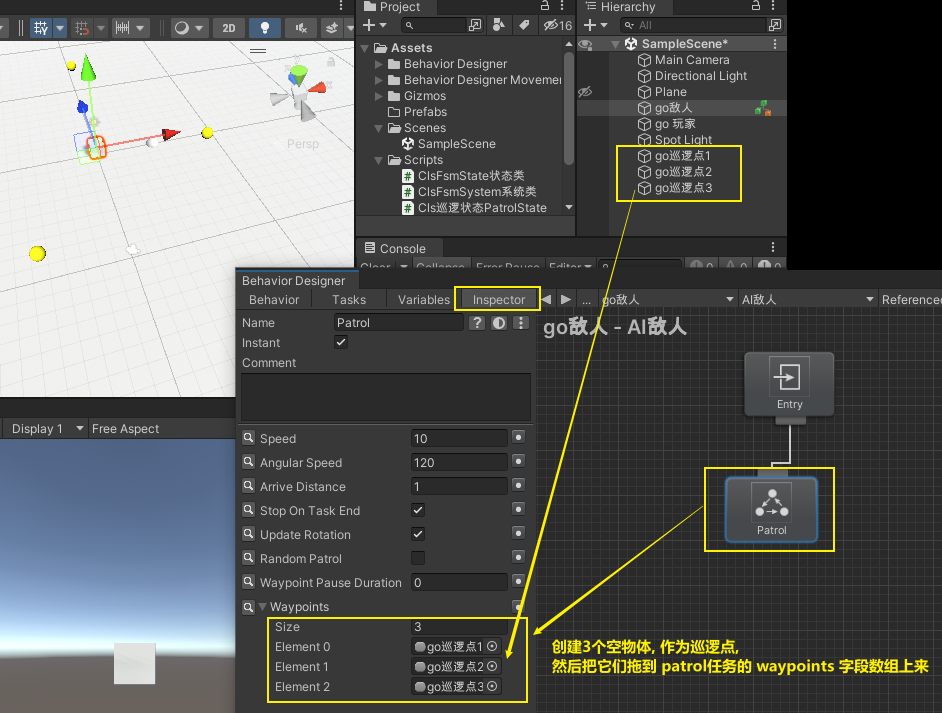 Project
Hierarchy
2D
16
All
Persp
Assets
Behavior Designer
Behavior Designer Movemen
Gizmos
Prefabs
Scenes
SampleScene
Scripts
ClsFsmState状态类
ClsFsmSystem系统类
Cls巡逻状态PatrolState
SampleScene*
Main Camera
Directional Light
Plane
go敌人
go 玩家
Spot Light
go巡逻点1
go巡逻点2
go巡逻点3
Console
Clear
Collapse
Error Pause
Editor
0
0
0
Behavior Designer
Behavior
Tasks
Variables
Inspector
...
go敌人
AI敌人
Reference
Name
Patrol
Instant
Comment
go敌人 - AI敌人
Entry
Patrol
Display 1
Free Aspect
Speed
10
Angular Speed
120
Arrive Distance
1
Stop On Task End
Update Rotation
Random Patrol
Waypoint Pause Duration
0
Waypoints
Size
3
Element 0
go巡逻点1
Element 1
go巡逻点2
Element 2
go巡逻点3
创建3个空物体, 作为巡逻点,
然后把它们拖到 patrol任务的 waypoints 字段数组上来